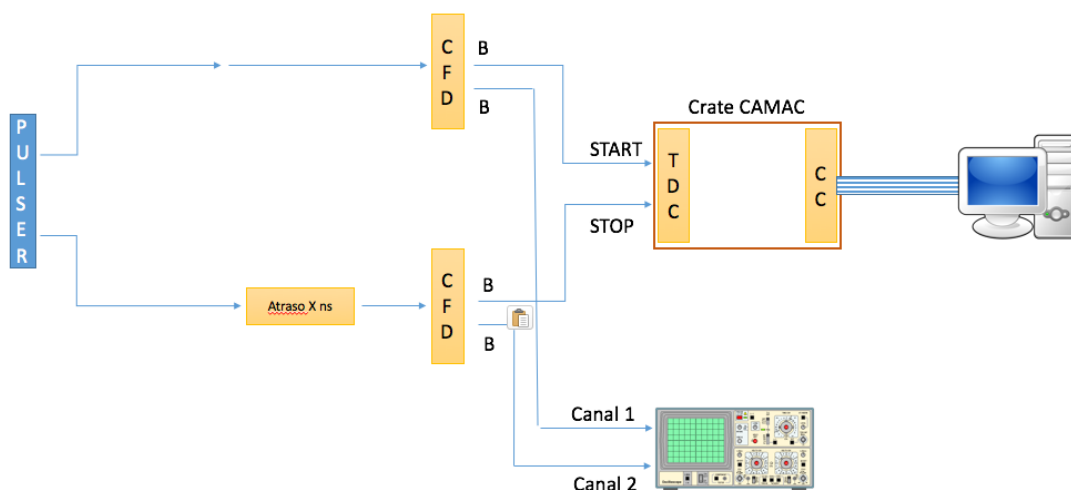 PULSER
CFD
B
B
Crate CAMAC
START
TDC
CC
STOP
Atraso X ns
CFD
B
B
Canal 1
Canal 2